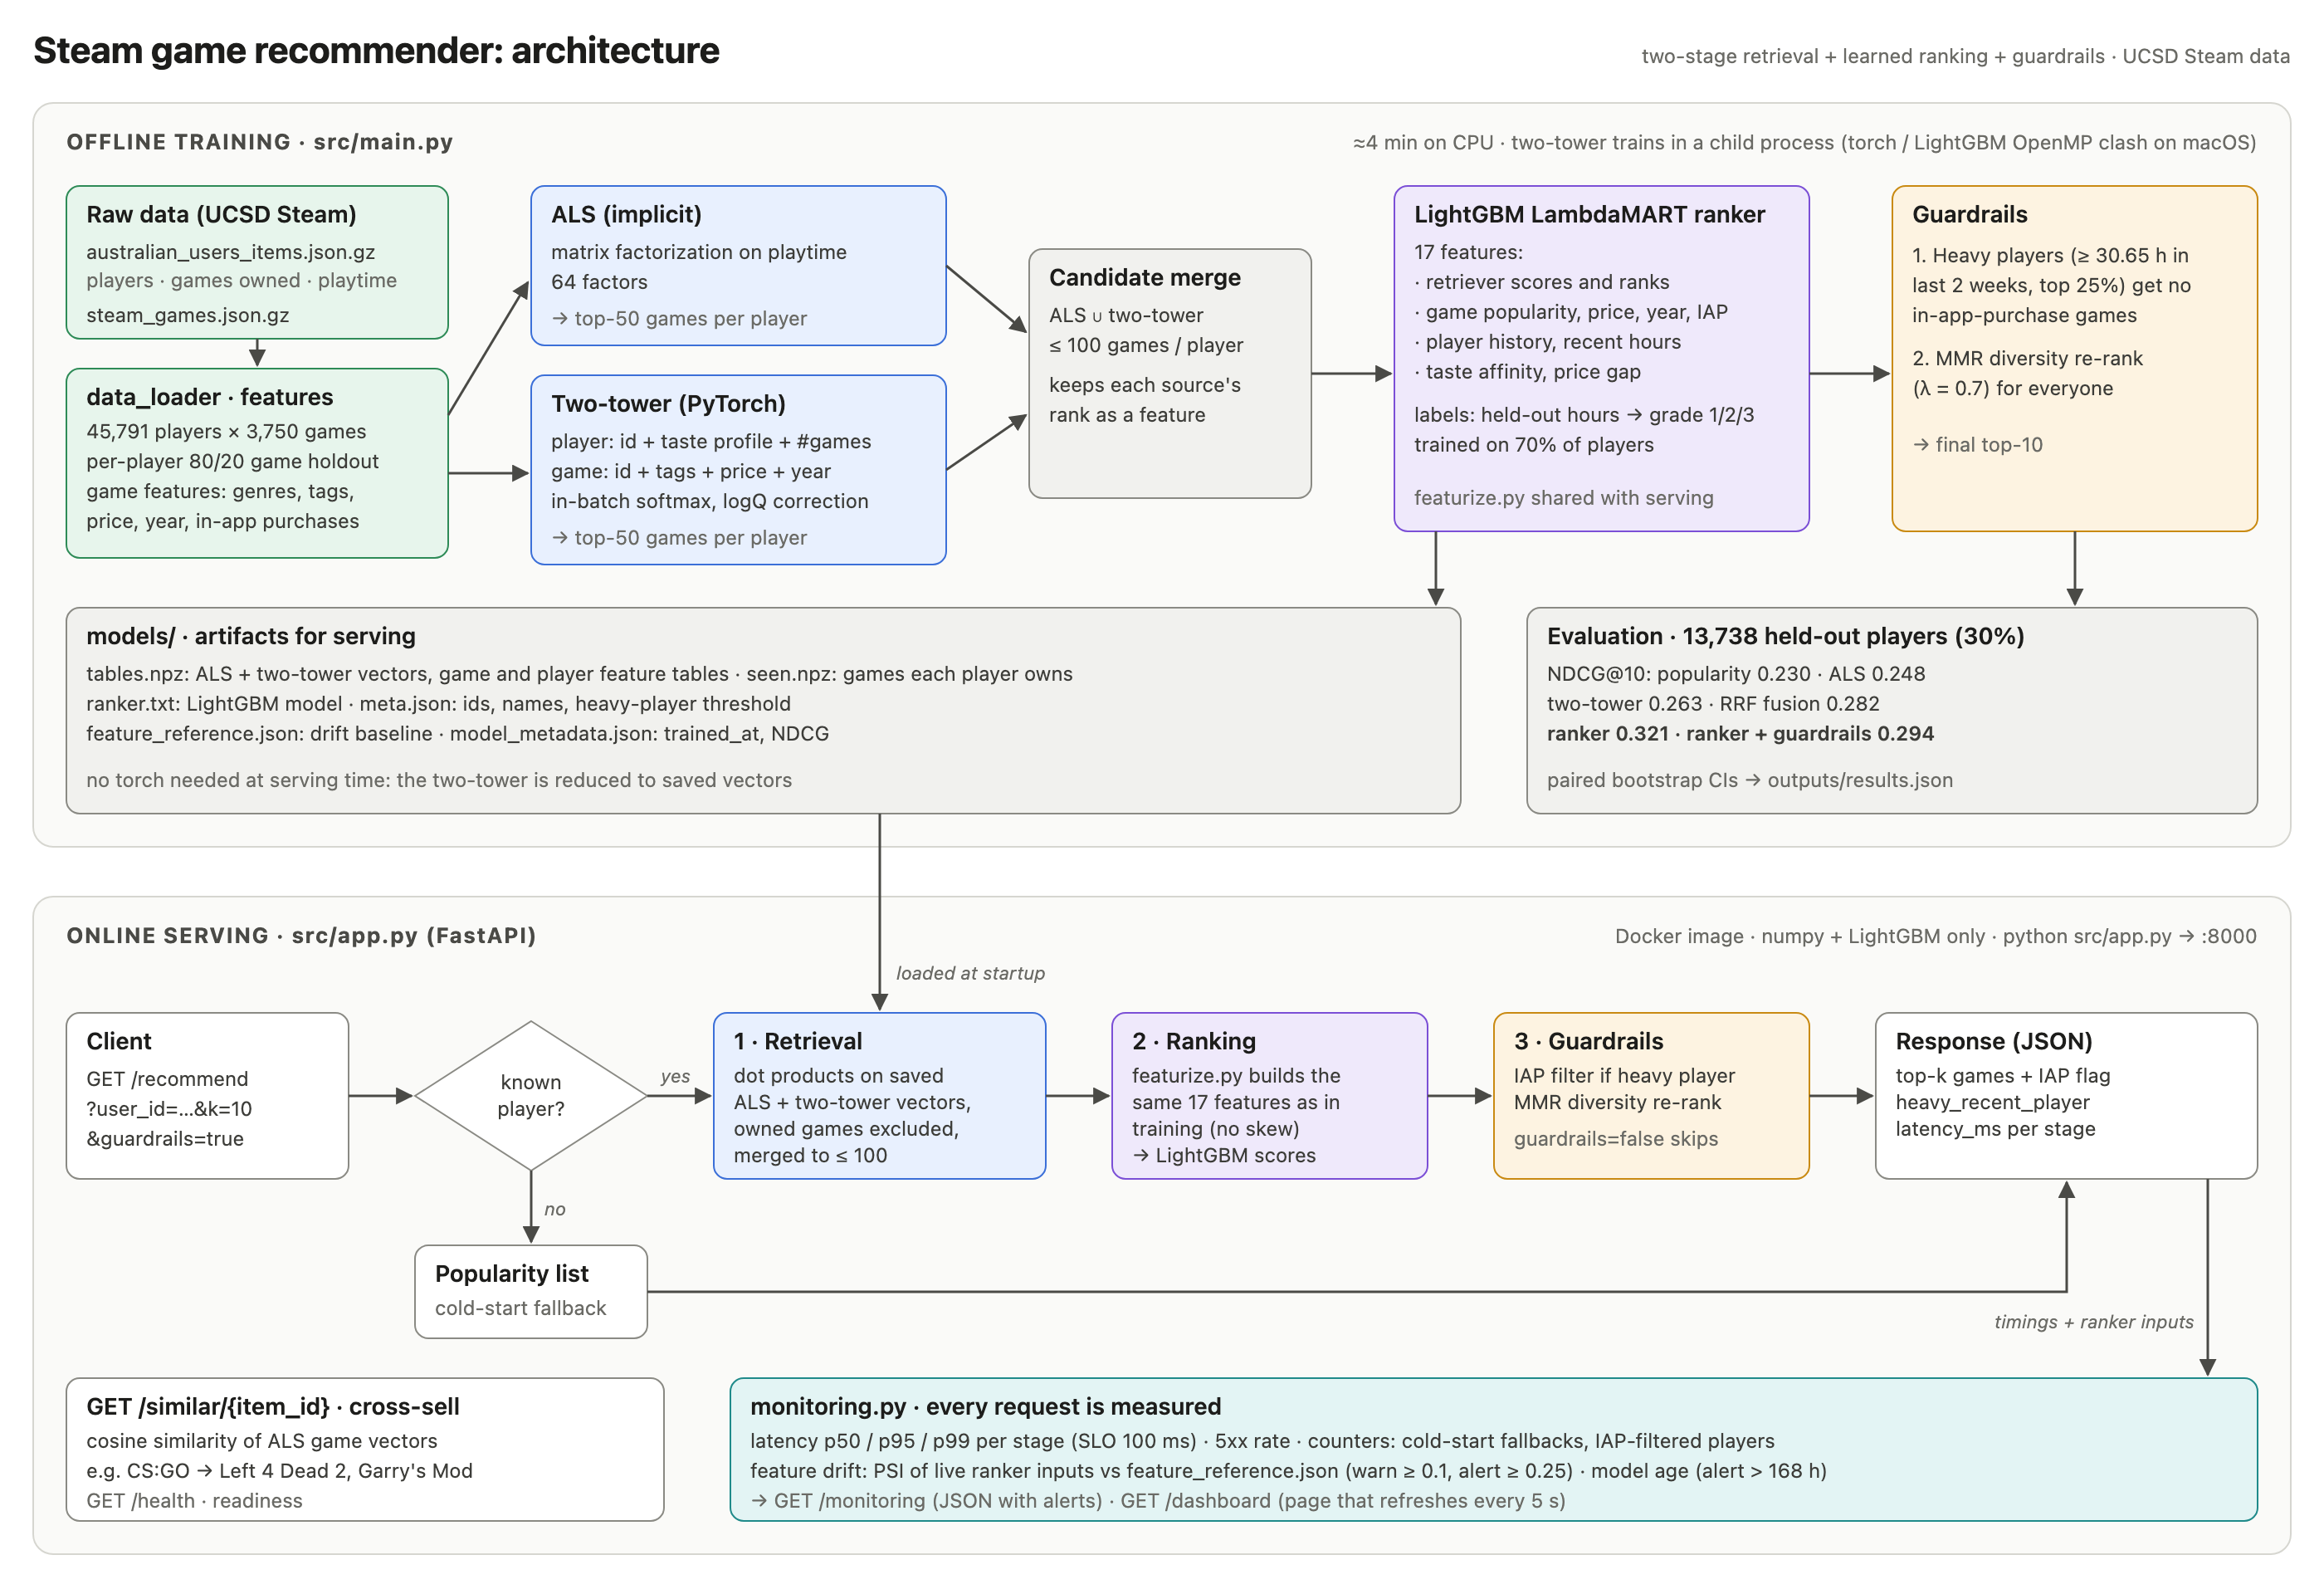 Steam game recommender: architecture
two-stage retrieval + learned ranking + guardrails · UCSD Steam data
OFFLINE TRAINING · src/main.py
≈4 min on CPU · two-tower trains in a child process (torch / LightGBM OpenMP clash on macOS)
Raw data (UCSD Steam)
australian_users_items.json.gz
players · games owned · playtime
steam_games.json.gz
data_loader · features
45,791 players × 3,750 games
per-player 80/20 game holdout
game features: genres, tags,
price, year, in-app purchases
ALS (implicit)
matrix factorization on playtime
64 factors
→ top-50 games per player
Two-tower (PyTorch)
player: id + taste profile + #games
game: id + tags + price + year
in-batch softmax, logQ correction
→ top-50 games per player
Candidate merge
ALS ∪ two-tower
≤ 100 games / player
keeps each source's
rank as a feature
LightGBM LambdaMART ranker
17 features:
· retriever scores and ranks
· game popularity, price, year, IAP
· player history, recent hours
· taste affinity, price gap
labels: held-out hours → grade 1/2/3
trained on 70% of players
featurize.py shared with serving
Guardrails
1. Heavy players (≥ 30.65 h in
last 2 weeks, top 25%) get no
in-app-purchase games
2. MMR diversity re-rank
(λ = 0.7) for everyone
→ final top-10
models/ · artifacts for serving
tables.npz: ALS + two-tower vectors, game and player feature tables · seen.npz: games each player owns
ranker.txt: LightGBM model · meta.json: ids, names, heavy-player threshold
feature_reference.json: drift baseline · model_metadata.json: trained_at, NDCG
no torch needed at serving time: the two-tower is reduced to saved vectors
Evaluation · 13,738 held-out players (30%)
NDCG@10: popularity 0.230 · ALS 0.248
two-tower 0.263 · RRF fusion 0.282
ranker 0.321 · ranker + guardrails 0.294
paired bootstrap CIs → outputs/results.json
ONLINE SERVING · src/app.py (FastAPI)
Docker image · numpy + LightGBM only · python src/app.py → :8000
loaded at startup
Client
GET /recommend
?user_id=...&k=10
&guardrails=true
known
player?
yes
no
1 · Retrieval
dot products on saved
ALS + two-tower vectors,
owned games excluded,
merged to ≤ 100
2 · Ranking
featurize.py builds the
same 17 features as in
training (no skew)
→ LightGBM scores
3 · Guardrails
IAP filter if heavy player
MMR diversity re-rank
guardrails=false skips
Response (JSON)
top-k games + IAP flag
heavy_recent_player
latency_ms per stage
Popularity list
cold-start fallback
timings + ranker inputs
GET /similar/{item_id} · cross-sell
cosine similarity of ALS game vectors
e.g. CS:GO → Left 4 Dead 2, Garry's Mod
GET /health · readiness
monitoring.py · every request is measured
latency p50 / p95 / p99 per stage (SLO 100 ms) · 5xx rate · counters: cold-start fallbacks, IAP-filtered players
feature drift: PSI of live ranker inputs vs feature_reference.json (warn ≥ 0.1, alert ≥ 0.25) · model age (alert > 168 h)
→ GET /monitoring (JSON with alerts) · GET /dashboard (page that refreshes every 5 s)